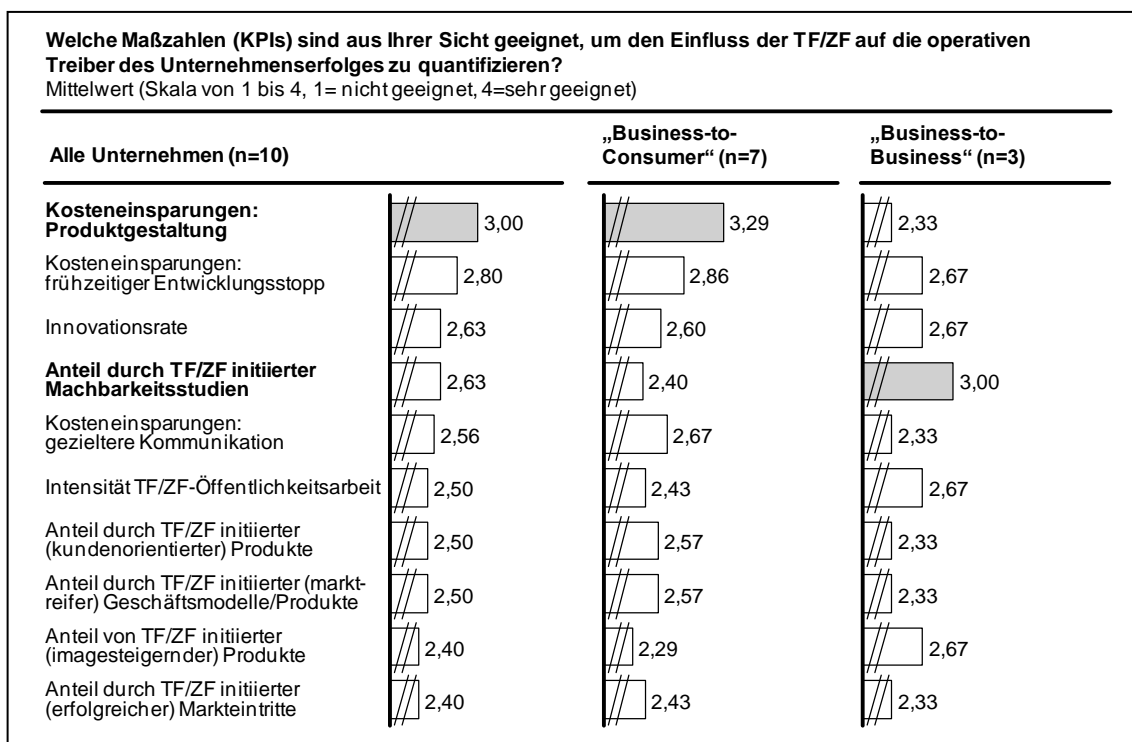 Welche Maßzahlen (KPIs) sind aus Ihrer Sicht geeignet, um den Einfluss der TF/ZF auf die operativen
Treiber des Unternehmenserfolges zu quantifizieren?
Mittelwert (Skala von 1 bis 4, 1= nicht geeignet, 4=sehr geeignet)
Alle Unternehmen (n=10)
„Business-to-
Consumer“ (n=7)
„Business-to-
Business“ (n=3)
Kosteneinsparungen:
Produktgestaltung
3,00
3,29
2,33
Kosteneinsparungen:
frühzeitiger Entwicklungsstopp
2,80
2,86
2,67
Innovationsrate
2,63
2,60
2,67
Anteil durch TF/ZF initiierter
Machbarkeitsstudien
2,63
2,40
3,00
Kosteneinsparungen:
gezieltere Kommunikation
2,56
2,67
2,33
Intensität TF/ZF-Öffentlichkeitsarbeit
2,50
2,43
2,67
Anteil durch TF/ZF initiierter
(kundenorientierter) Produkte
2,50
2,57
2,33
Anteil durch TF/ZF initiierter (markt-
reifer) Geschäftsmodelle/Produkte
2,50
2,57
2,33
Anteil von TF/ZF initiierter
(imagesteigernder) Produkte
2,40
2,29
2,67
Anteil durch TF/ZF initiierter
(erfolgreicher) Markteintritte
2,40
2,43
2,33